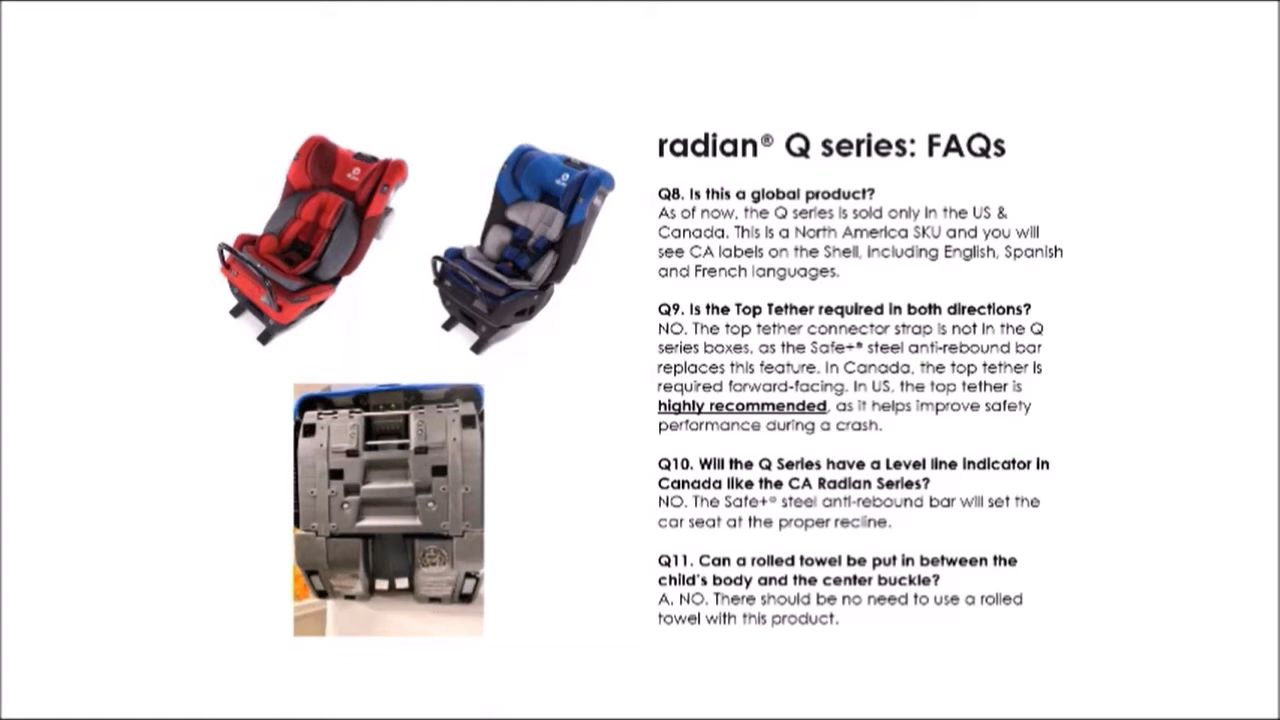 radian® Q series: FAQs
Q8. Is this a global product?
As of now, the Q series is sold only in the US &
Canada. This is a North America SKU and you will
see CA labels on the Shell, including English, Spanish
and French languages.
Q9. Is the Top Tether required in both directions?
NO. The top tether connector strap is not in the Q
series boxes, as the Safe+® steel anti-rebound bar
replaces this feature. In Canada, the top tether is
required forward-facing. In US, the top tether is
highly recommended, as it helps improve safety
performance during a crash.
Q10. Will the Q Series have a Level line indicator in
Canada like the CA Radian Series?
NO. The Safe+® steel anti-rebound bar will set the
car seat at the proper recline.
Q11. Can a rolled towel be put in between the
child's body and the center buckle?
A. NO. There should be no need to use a rolled
towel with this product.